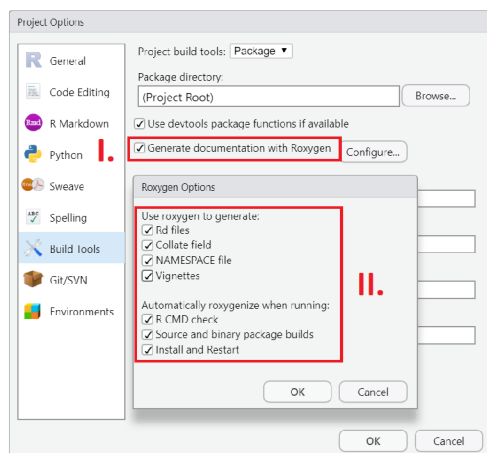 Project Options
General
Code Editing
Rmd R Markdown
Python
Sweave
ABC Spelling
Build Tools
Git/SVN
Environments
Project build tools: Package
Package directory:
(Project Root) Browse...
Use devtools package functions if available
I. Generate documentation with Roxygen Configure...
Roxygen Options
Use roxygen to generate:
Rd files
Collate field
NAMESPACE file
Vignettes
II.
Automatically roxygenize when running:
R CMD check
Source and binary package builds
Install and Restart
OK Cancel
OK Cancel